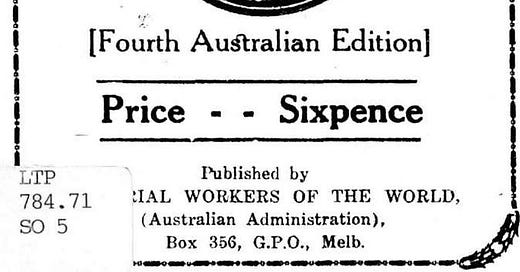 [Fourth Australian Edition]
Price - - Sixpence
Published by
RIAL WORKERS OF THE WORLD,
(Australian Administration),
Box 356, G.P.O., Melb.
LTP
784.71
SO 5